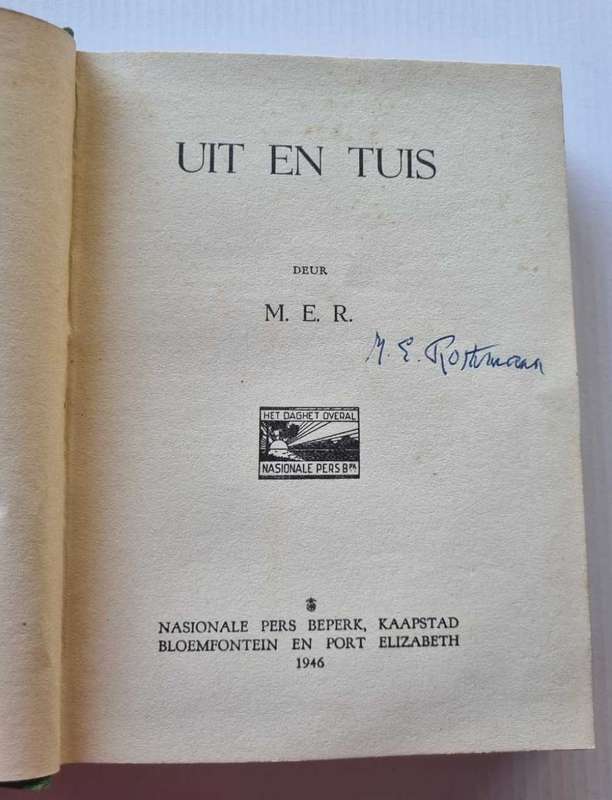 UIT EN TUIS
DEUR
M. E. R.
M. E. Rothmann
HET DAGHET OVERAL
NASIONALE PERS BPK
NASIONALE PERS BEPERK, KAAPSTAD
BLOEMFONTEIN EN PORT ELIZABETH
1946